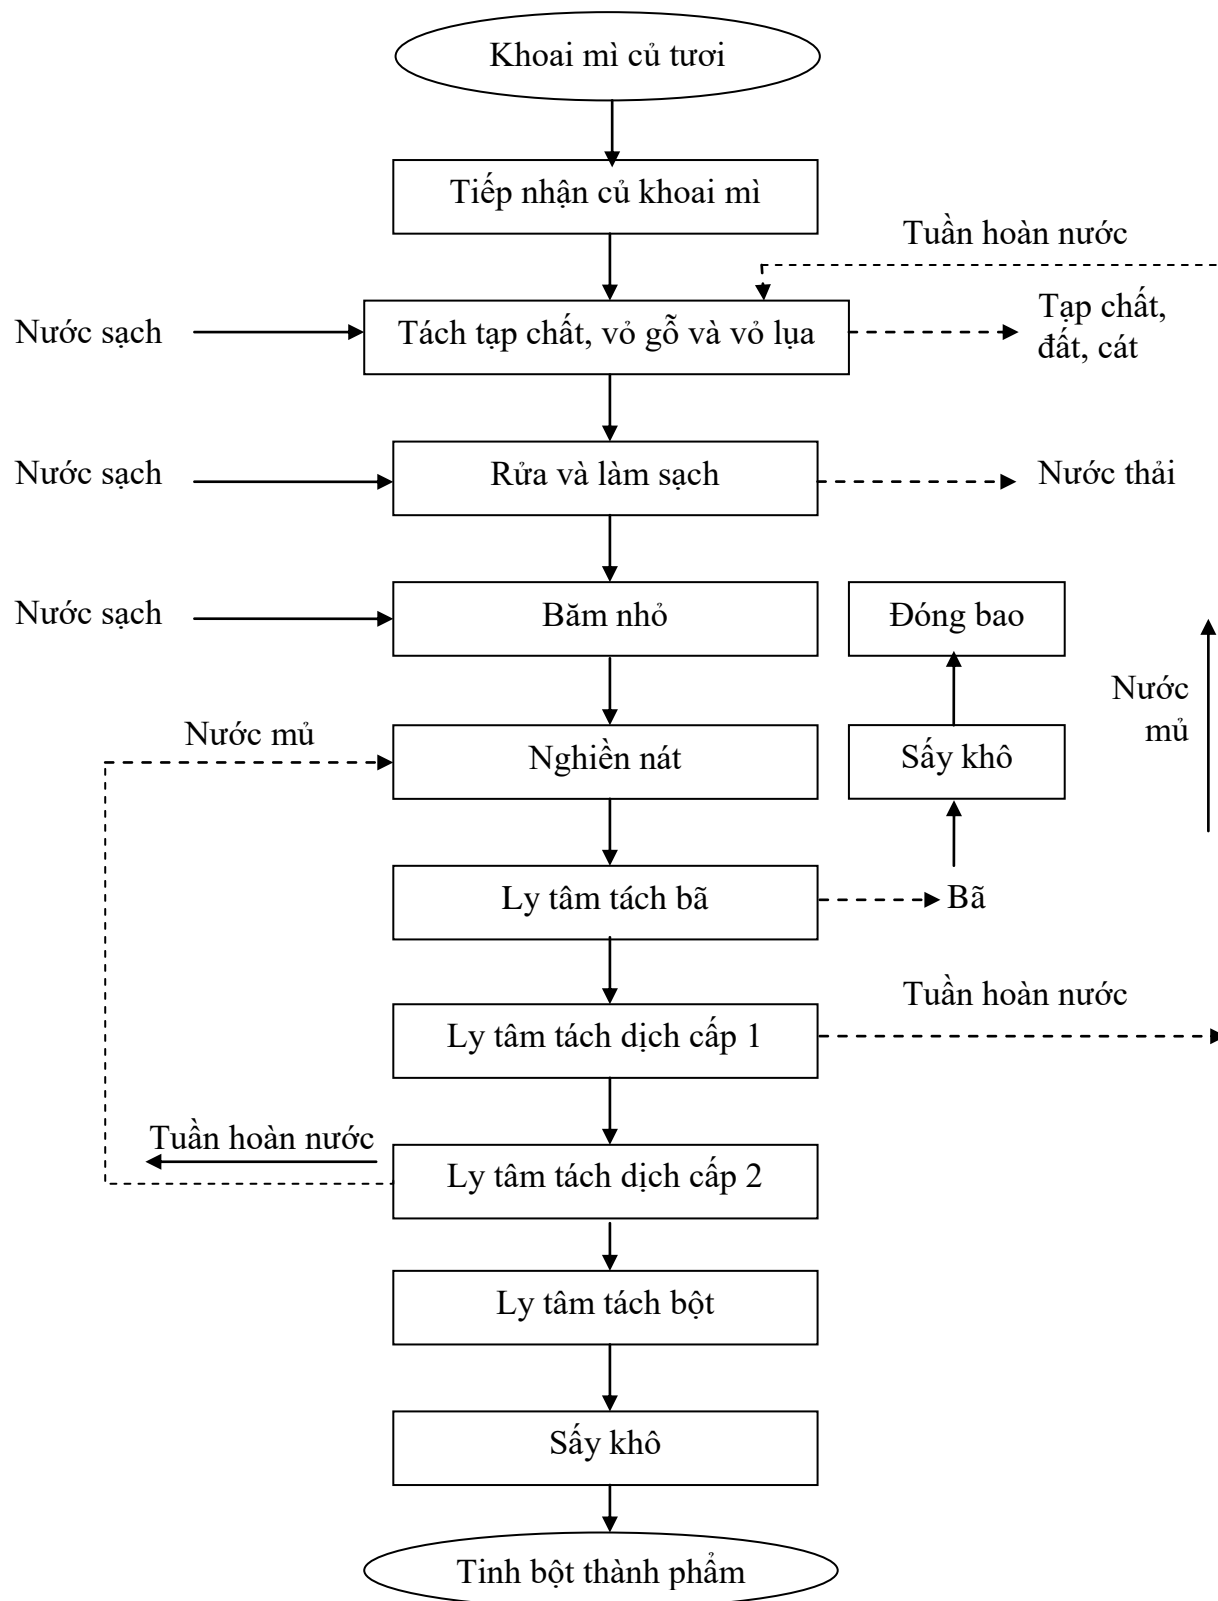 Khoai mì củ tươi
Tiếp nhận củ khoai mì
Tuần hoàn nước
Nước sạch
Tách tạp chất, vỏ gỗ và vỏ lụa
Tạp chất,
đất, cát
Nước sạch
Rửa và làm sạch
Nước thải
Nước sạch
Băm nhỏ
Đóng bao
Nước
mủ
Nước mủ
Nghiền nát
Sấy khô
Ly tâm tách bã
Bã
Tuần hoàn nước
Ly tâm tách dịch cấp 1
Tuần hoàn nước
Ly tâm tách dịch cấp 2
Ly tâm tách bột
Sấy khô
Tinh bột thành phẩm